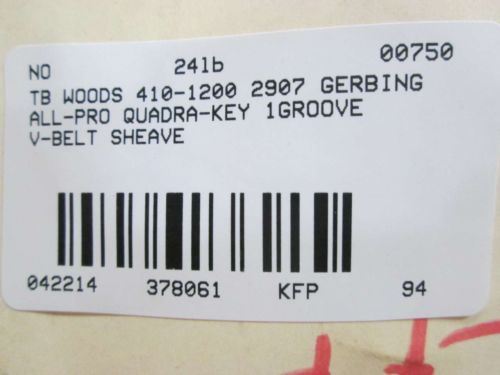 NO 24lb 00750
TB WOODS 410-1200 2907 GERBING
ALL-PRO QUADRA-KEY 1GROOVE
V-BELT SHEAVE
042214 378061 KFP 94